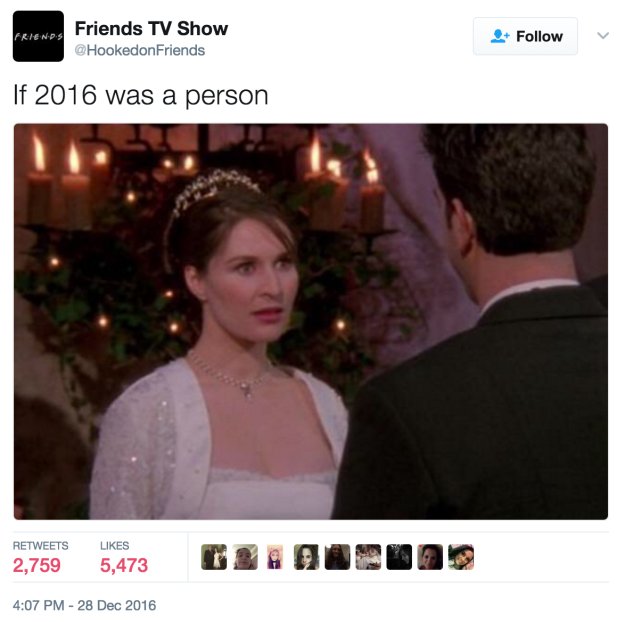 FRIENDS
Friends TV Show
@HookedonFriends
Follow
If 2016 was a person
RETWEETS
LIKES
2,759
5,473
4:07 PM - 28 Dec 2016